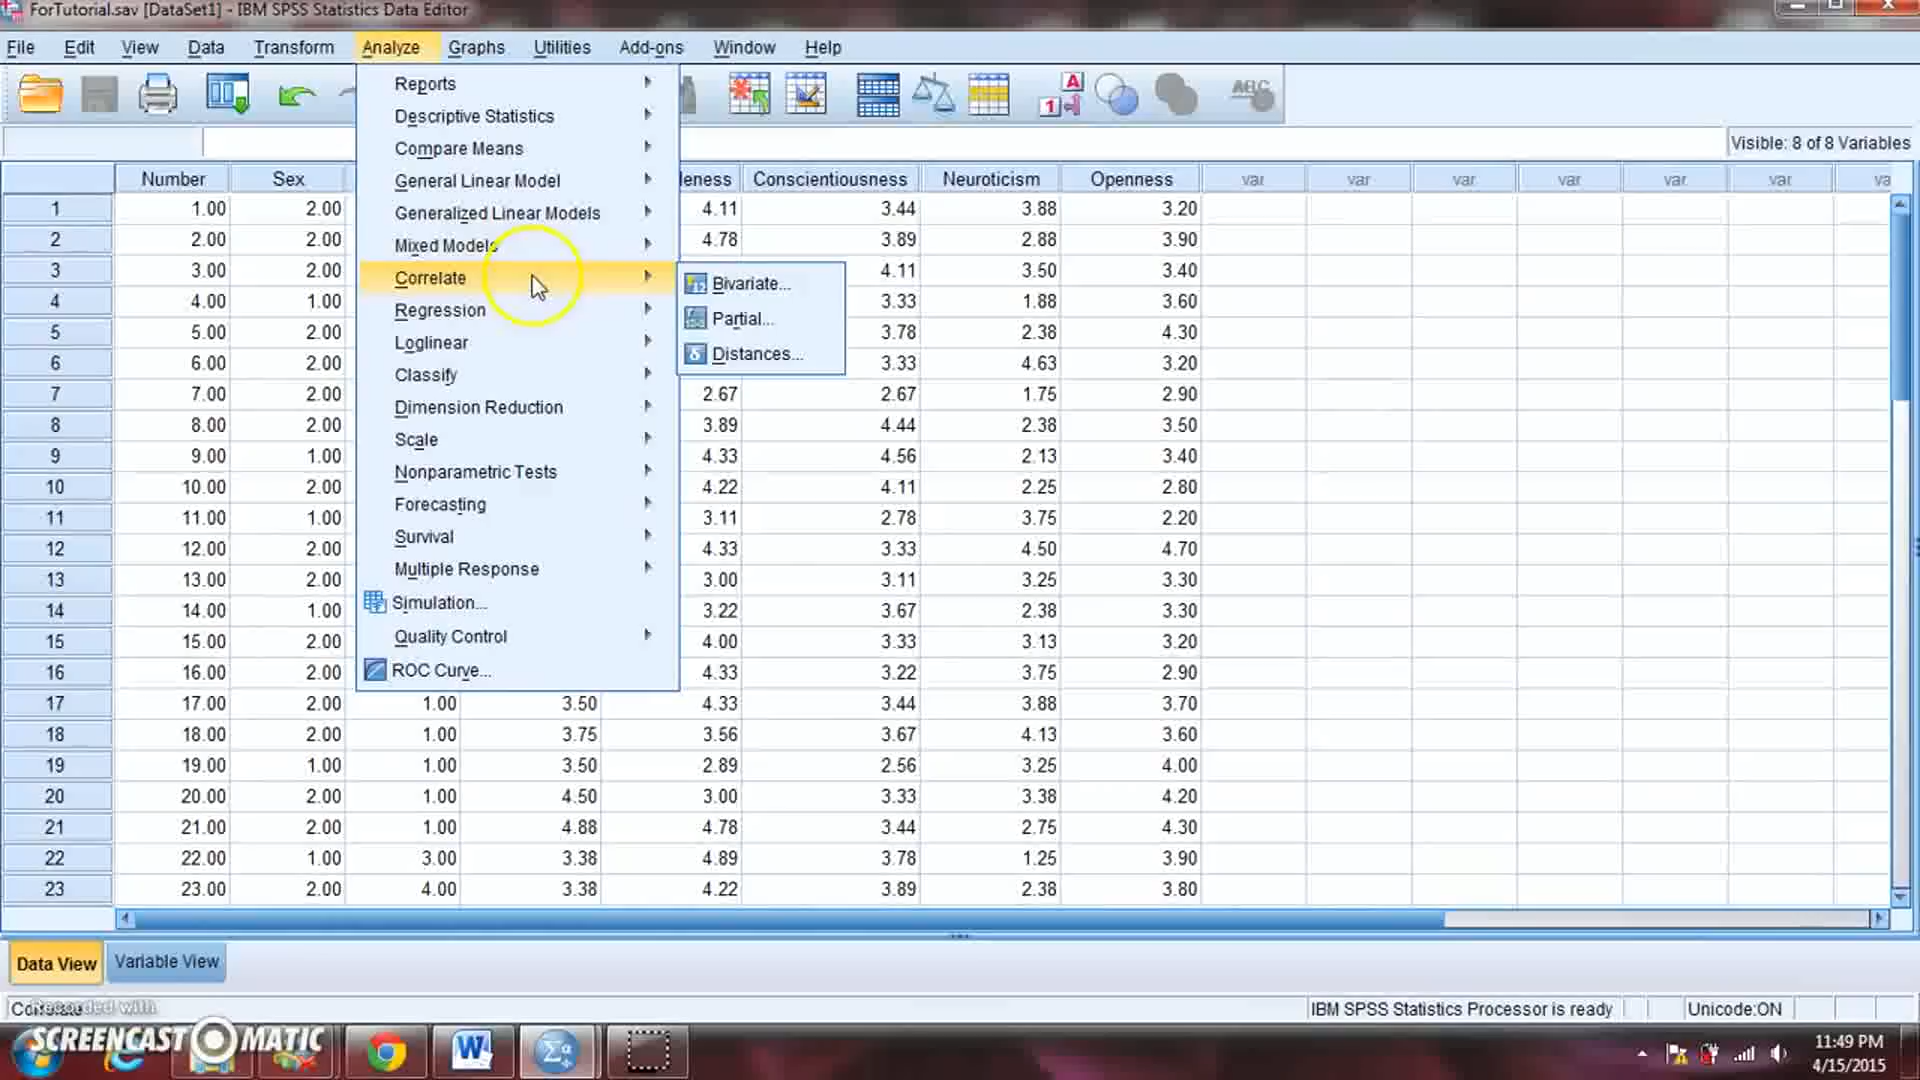 ForTutorial.sav [DataSet1] - IBM SPSS Statistics Data Editor
File Edit View Data Transform Analyze Graphs Utilities Add-ons Window Help
A
1
ABC
Visible: 8 of 8 Variables
Reports
Descriptive Statistics
Compare Means
General Linear Model
Generalized Linear Models
Mixed Models
Correlate
Regression
Loglinear
Classify
Dimension Reduction
Scale
Nonparametric Tests
Forecasting
Survival
Multiple Response
Simulation...
Quality Control
ROC Curve...
Bivariate...
Partial...
Distances...
Number Sex leness Conscientiousness Neuroticism Openness var var var var var var va
1 1.00 2.00 4.11 3.44 3.88 3.20
2 2.00 2.00 4.78 3.89 2.88 3.90
3 3.00 2.00 4.11 3.50 3.40
4 4.00 1.00 3.33 1.88 3.60
5 5.00 2.00 3.78 2.38 4.30
6 6.00 2.00 3.33 4.63 3.20
7 7.00 2.00 2.67 2.67 1.75 2.90
8 8.00 2.00 3.89 4.44 2.38 3.50
9 9.00 1.00 4.33 4.56 2.13 3.40
10 10.00 2.00 4.22 4.11 2.25 2.80
11 11.00 1.00 3.11 2.78 3.75 2.20
12 12.00 2.00 4.33 3.33 4.50 4.70
13 13.00 2.00 3.00 3.11 3.25 3.30
14 14.00 1.00 3.22 3.67 2.38 3.30
15 15.00 2.00 4.00 3.33 3.13 3.20
16 16.00 2.00 4.33 3.22 3.75 2.90
17 17.00 2.00 1.00 3.50 4.33 3.44 3.88 3.70
18 18.00 2.00 1.00 3.75 3.56 3.67 4.13 3.60
19 19.00 1.00 1.00 3.50 2.89 2.56 3.25 4.00
20 20.00 2.00 1.00 4.50 3.00 3.33 3.38 4.20
21 21.00 2.00 1.00 4.88 4.78 3.44 2.75 4.30
22 22.00 1.00 3.00 3.38 4.89 3.78 1.25 3.90
23 23.00 2.00 4.00 3.38 4.22 3.89 2.38 3.80
Data View Variable View
Correlate IBM SPSS Statistics Processor is ready Unicode:ON
Recorded with
SCREENCAST MATIC
11:49 PM
4/15/2015